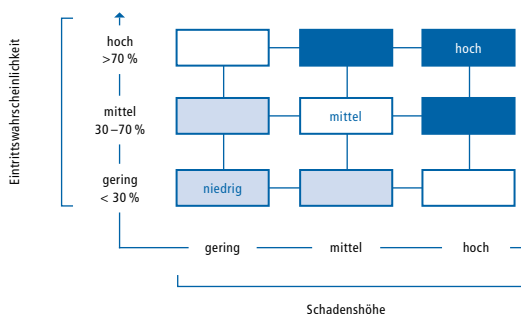 Eintrittswahrscheinlichkeit
hoch
>70 %
hoch
mittel
30–70 %
mittel
gering
< 30 %
niedrig
gering
mittel
hoch
Schadenshöhe